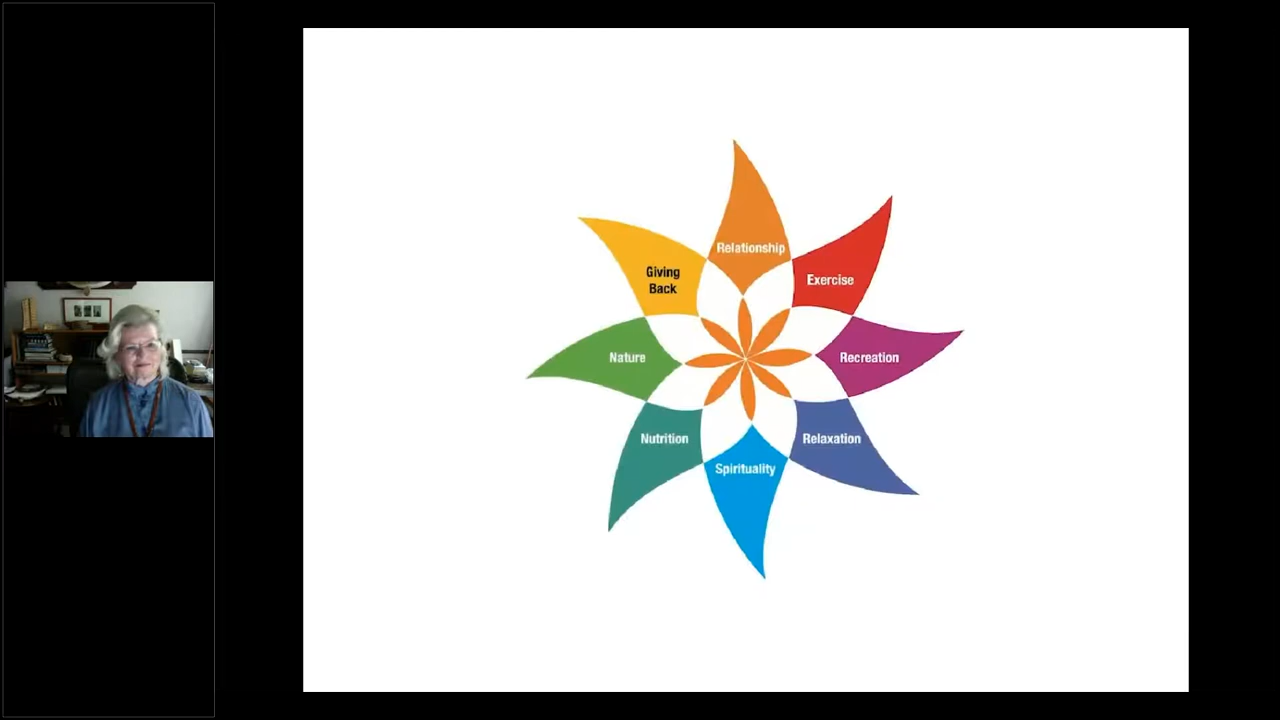 Relationship
Exercise
Recreation
Relaxation
Spirituality
Nutrition
Nature
Giving
Back